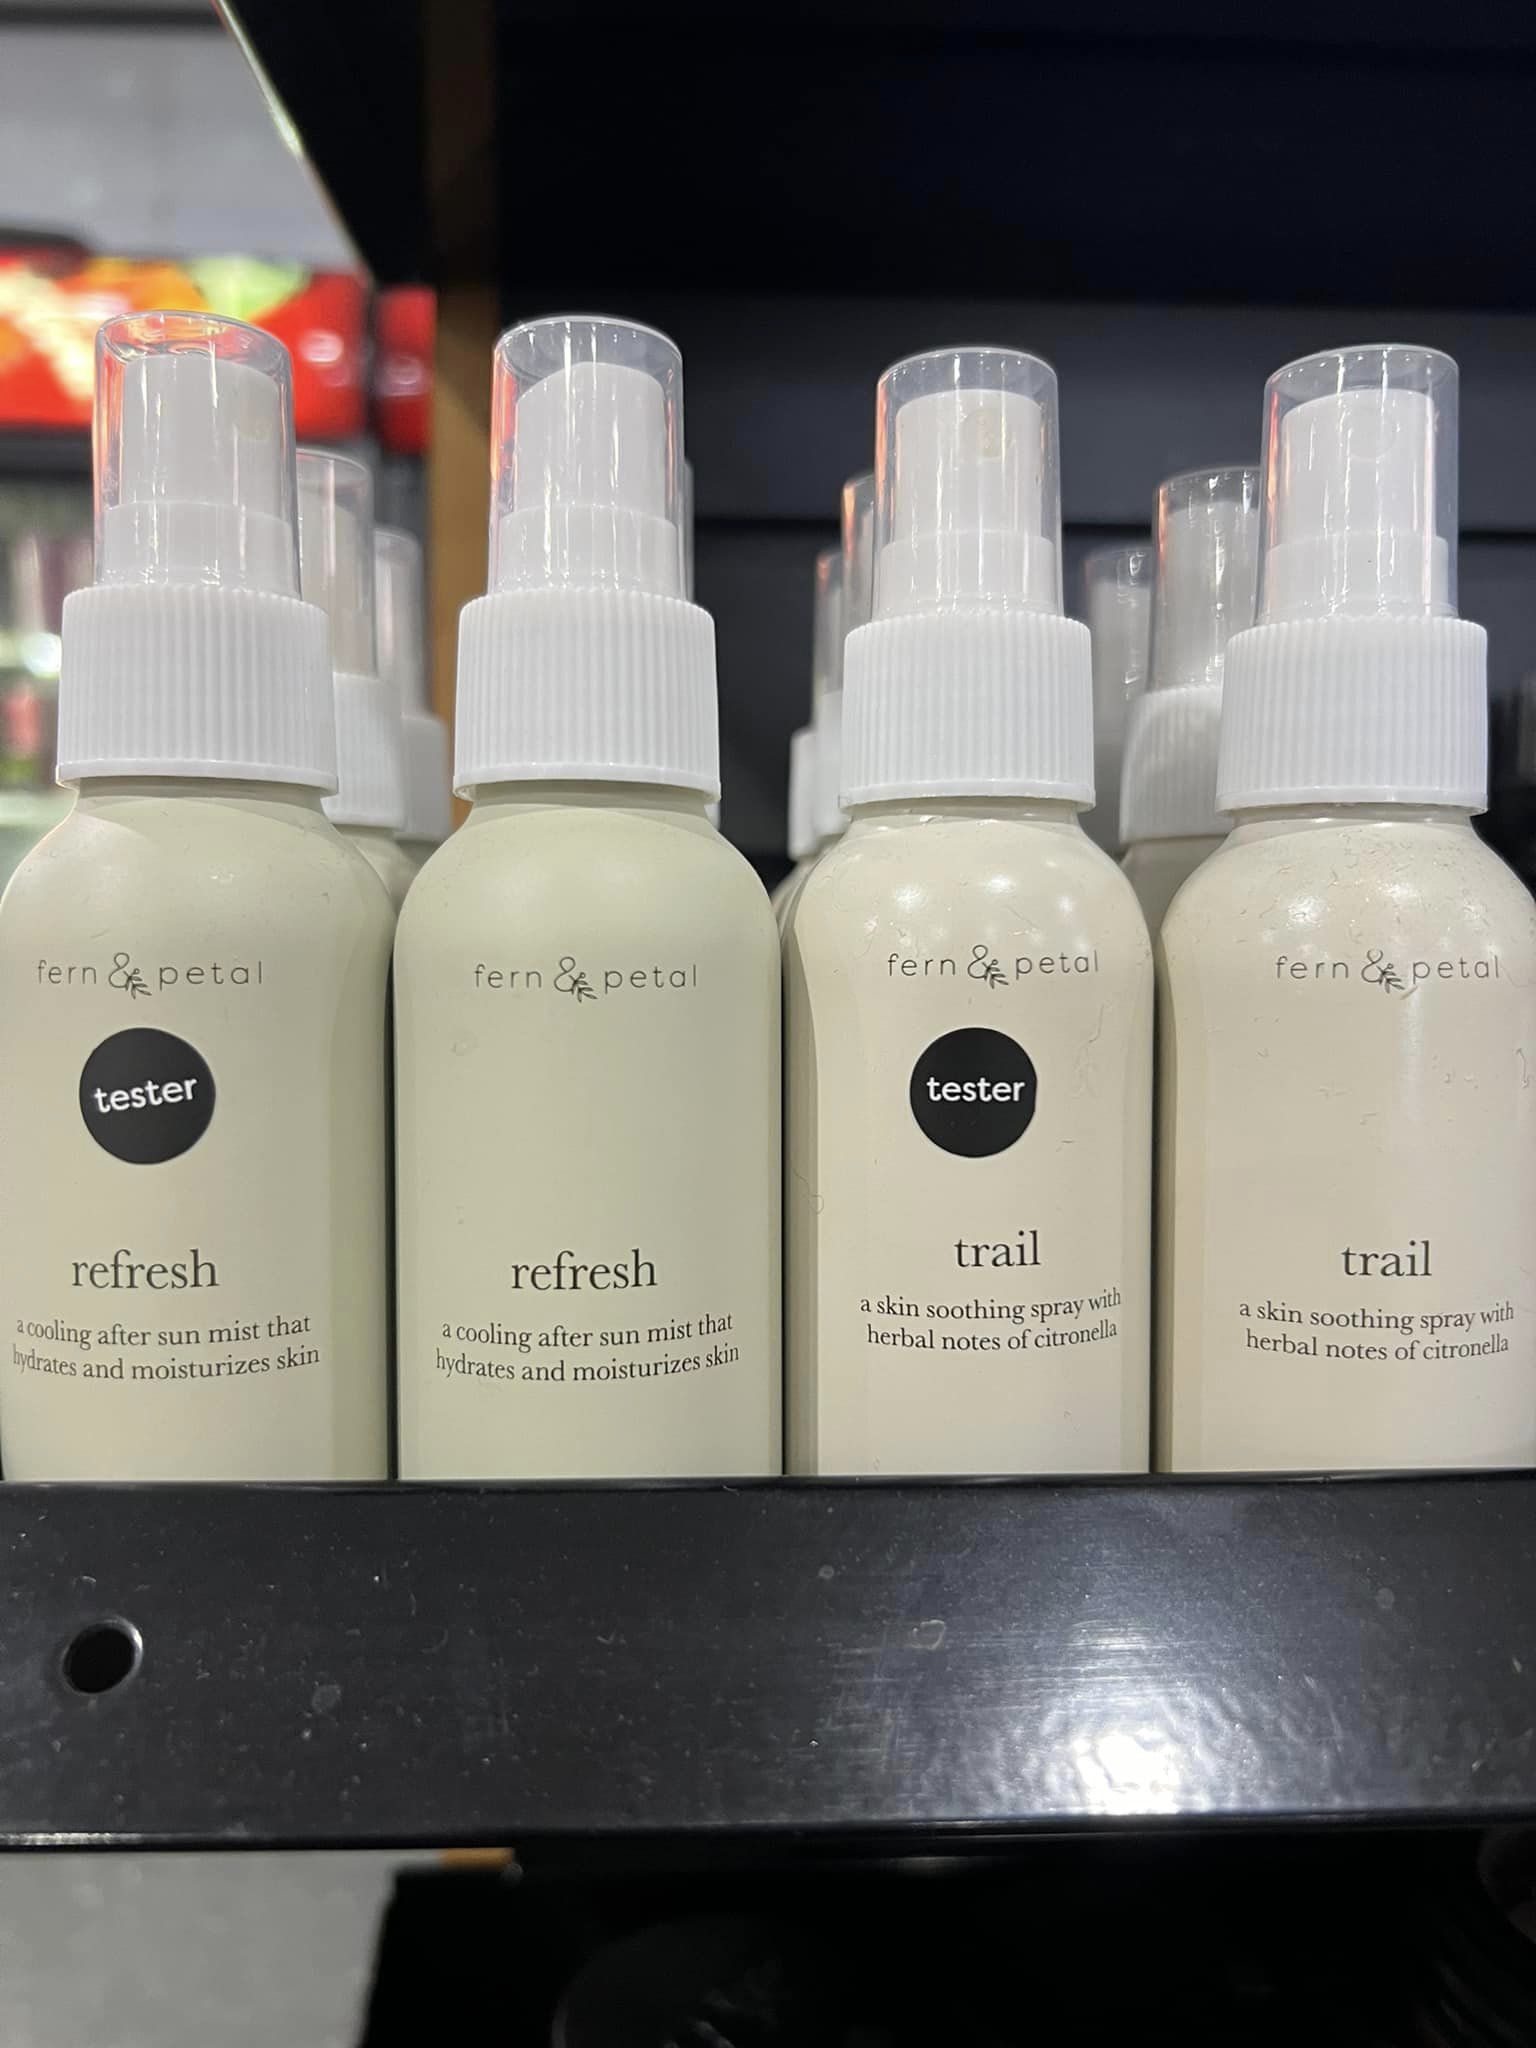 fern & petal
tester
refresh
a cooling after sun mist that
hydrates and moisturizes skin
fern & petal
refresh
a cooling after sun mist that
hydrates and moisturizes skin
fern & petal
tester
trail
a skin soothing spray with
herbal notes of citronella
fern & petal
trail
a skin soothing spray with
herbal notes of citronella